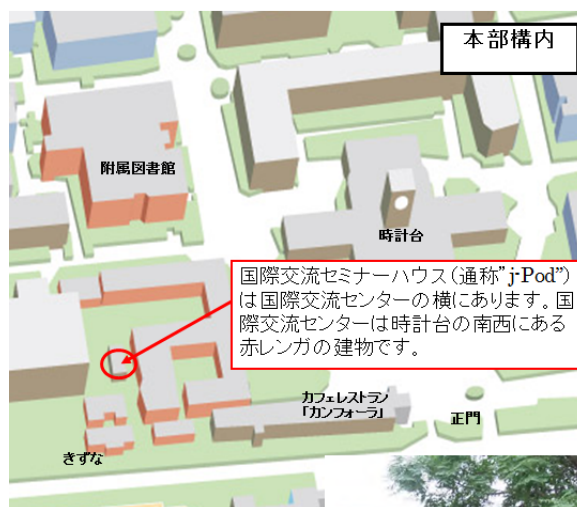 本部構内
附属図書館
時計台
国際交流セミナーハウス(通称”j-Pod”)
は国際交流センターの横にあります。国
際交流センターは時計台の南西にある
赤レンガの建物です。
カフェレストラン
「カンフォーラ」
正門
きずな